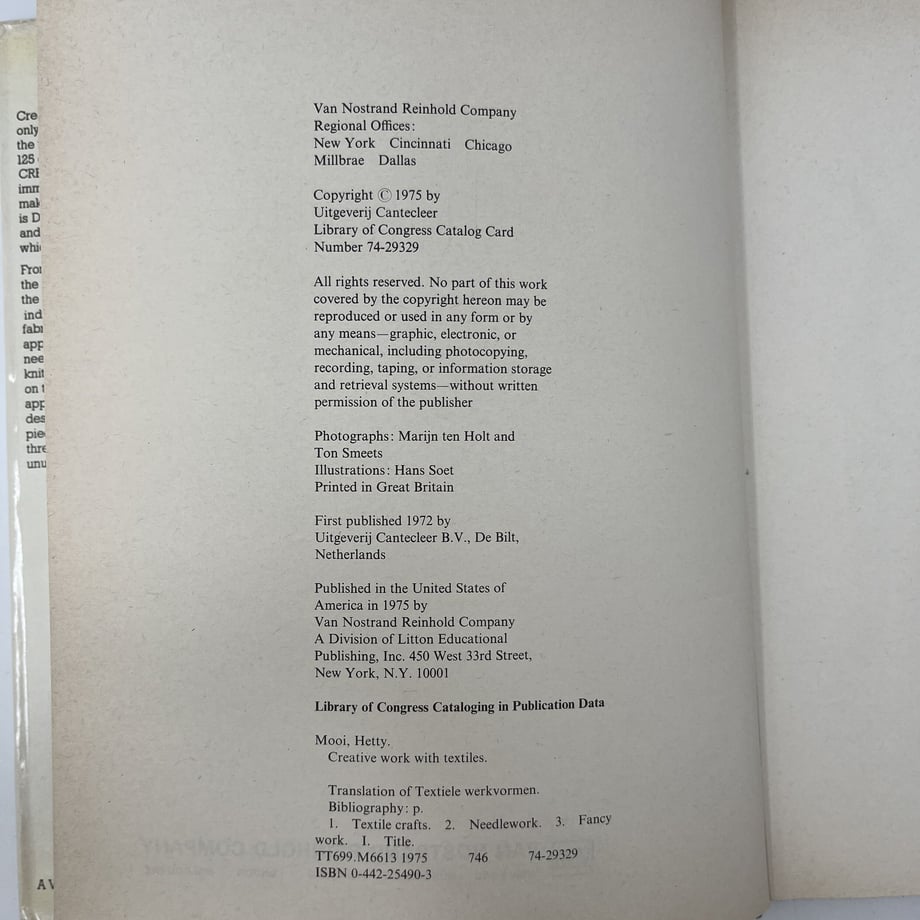 Cre
only
the
125
CRE
imm
mak
is D
and
whi
From
the
the
ind
fabr
app
nee
knit
on t
app
des
pie
thre
unu
A V
Van Nostrand Reinhold Company
Regional Offices:
New York Cincinnati Chicago
Millbrae Dallas
Copyright © 1975 by
Uitgeverij Cantecleer
Library of Congress Catalog Card
Number 74-29329
All rights reserved. No part of this work
covered by the copyright hereon may be
reproduced or used in any form or by
any means—graphic, electronic, or
mechanical, including photocopying,
recording, taping, or information storage
and retrieval systems—without written
permission of the publisher
Photographs: Marijn ten Holt and
Ton Smeets
Illustrations: Hans Soet
Printed in Great Britain
First published 1972 by
Uitgeverij Cantecleer B.V., De Bilt,
Netherlands
Published in the United States of
America in 1975 by
Van Nostrand Reinhold Company
A Division of Litton Educational
Publishing, Inc. 450 West 33rd Street,
New York, N.Y. 10001
Library of Congress Cataloging in Publication Data
Mooi, Hetty.
Creative work with textiles.
Translation of Textiele werkvormen.
Bibliography: p.
1. Textile crafts. 2. Needlework. 3. Fancy
work. I. Title.
TT699.M6613 1975 746 74-29329
ISBN 0-442-25490-3